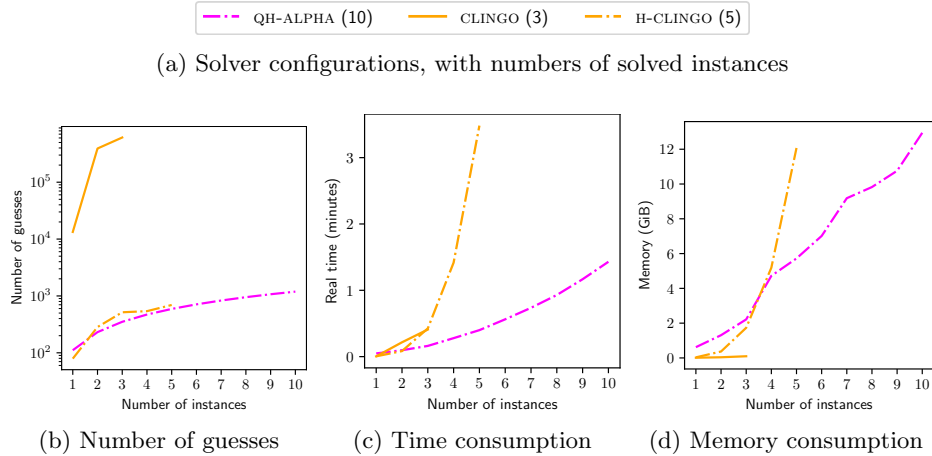 QH-ALPHA (10) CLINGO (3) H-CLINGO (5)
(a) Solver configurations, with numbers of solved instances
Number of guesses
10^5
10^4
10^3
10^2
1 2 3 4 5 6 7 8 9 10
Number of instances
(b) Number of guesses
Real time (minutes)
3
2
1
0
1 2 3 4 5 6 7 8 9 10
Number of instances
(c) Time consumption
Memory (GiB)
12
10
8
6
4
2
0
1 2 3 4 5 6 7 8 9 10
Number of instances
(d) Memory consumption